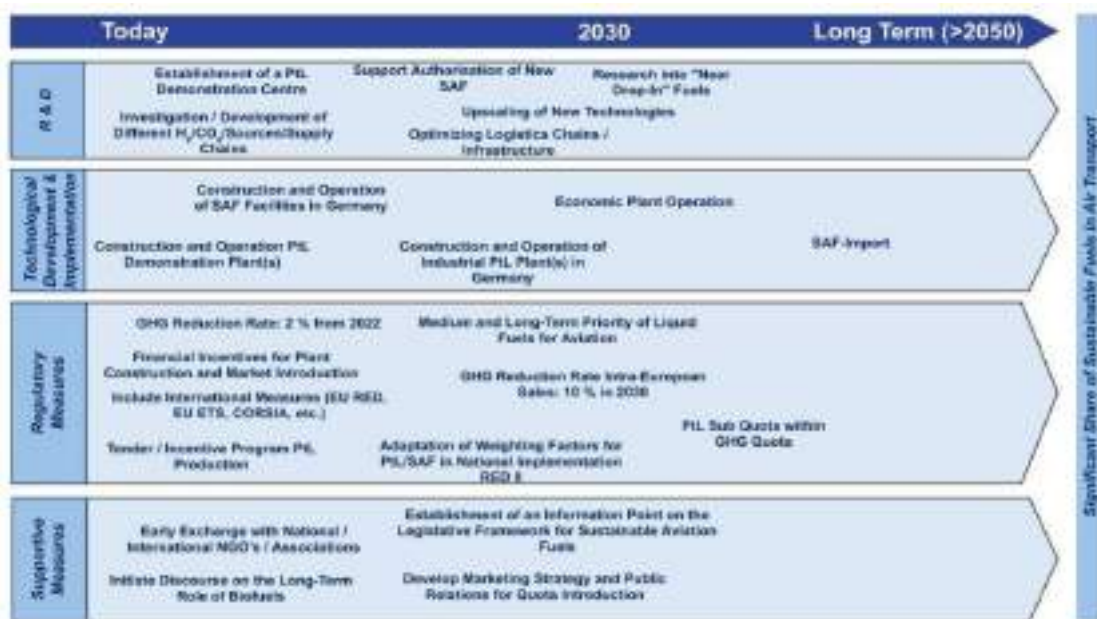 Today 2030 Long Term (>2050)
R & D
Establishment of a PtL
Demonstration Centre
Support Authorisation of New
SAF
Research into "Near
Drop-In" Fuels
Investigation / Development of
Different H₂/CO₂/Sources/Supply
Chains
Upscaling of New Technologies
Optimizing Logistica Chains /
Infrastructure
Technological
Development &
Implementation
Construction and Operation
of SAF Facilities in Germany
Economic Plant Operation
Construction and Operation PtL
Demonstration Plant(s)
Construction and Operation of
Industrial PtL Plant(s) in
Germany
SAF-Import
Regulatory
Measures
GHG Reduction Rate: 2 % from 2022
Medium and Long-Term Priority of Liquid
Fuels for Aviation
Financial Incentives for Plant
Construction and Market Introduction
GHG Reduction Rate Intra-European
Sales: 10 % in 2030
Include International Measures (EU RED,
EU ETS, CORSIA, etc.)
PtL Sub Quota within
GHG Quota
Tender / Incentive Program PtL
Production
Adaptation of Weighting Factors for
PtL/SAF in National Implementation
RED II
Supportive
Measures
Early Exchange with National /
International NGO's / Associations
Establishment of an Information Point on the
Legislative Framework for Sustainable Aviation
Fuels
Initiate Discourse on the Long-Term
Role of Biofuels
Develop Marketing Strategy and Public
Relations for Quota Introduction
Significant Share of Sustainable Fuels in Air Transport